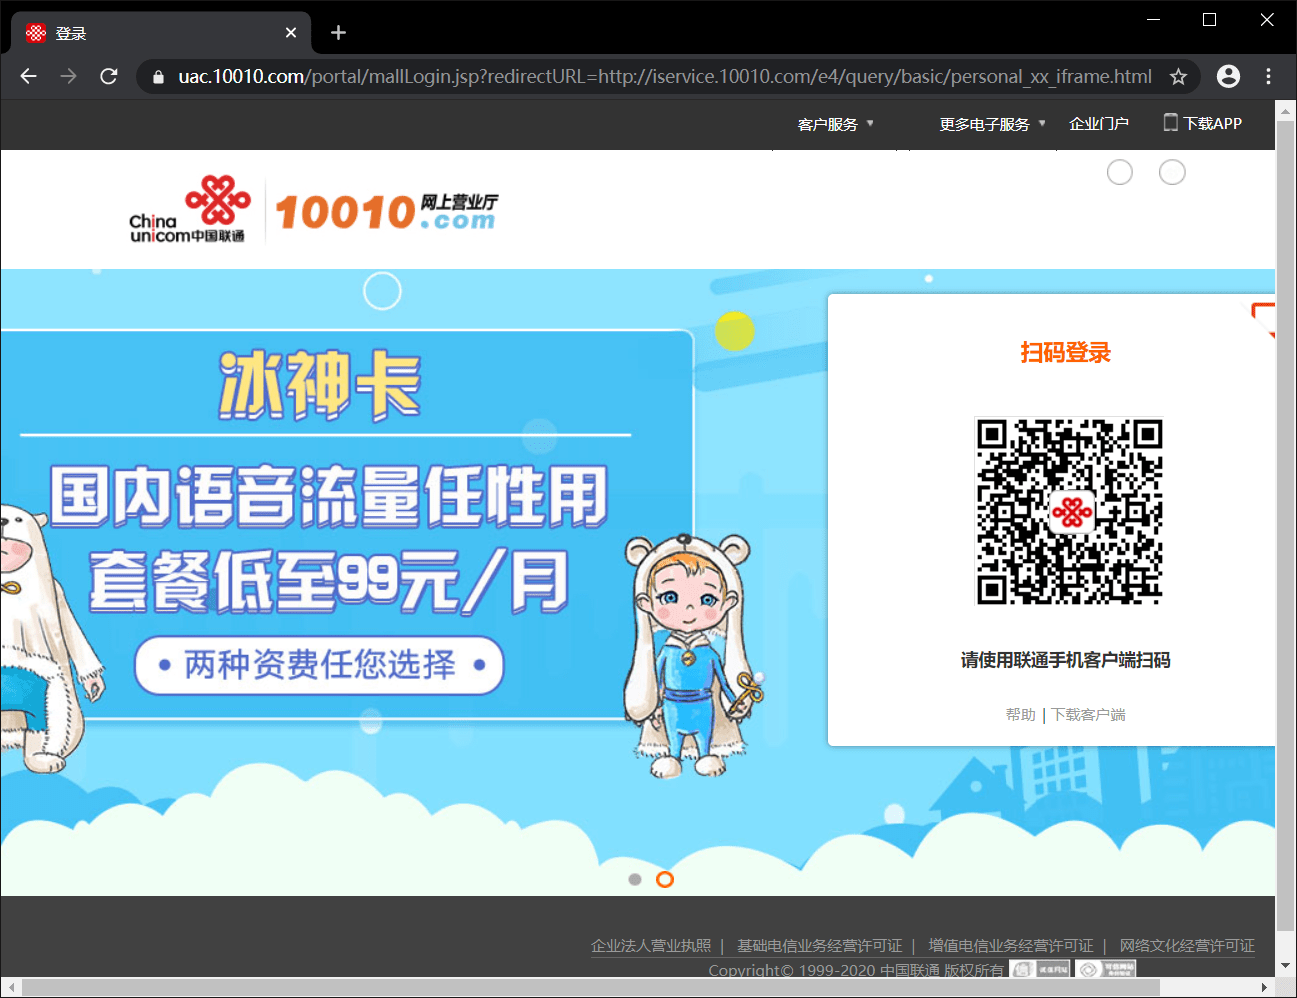 登录
uac.10010.com/portal/mallLogin.jsp?redirectURL=http://iservice.10010.com/e4/query/basic/personal_xx_iframe.html
客户服务 更多电子服务 企业门户 下载APP
China
unicom中国联通
10010
网上营业厅
.com
扫码登录
冰神卡
国内语音流量任性用
套餐低至99元/月
• 两种资费任您选择 •
请使用联通手机客户端扫码
帮助 | 下载客户端
企业法人营业执照 | 基础电信业务经营许可证 | 增值电信业务经营许可证 | 网络文化经营许可证
Copyright© 1999-2020 中国联通 版权所有